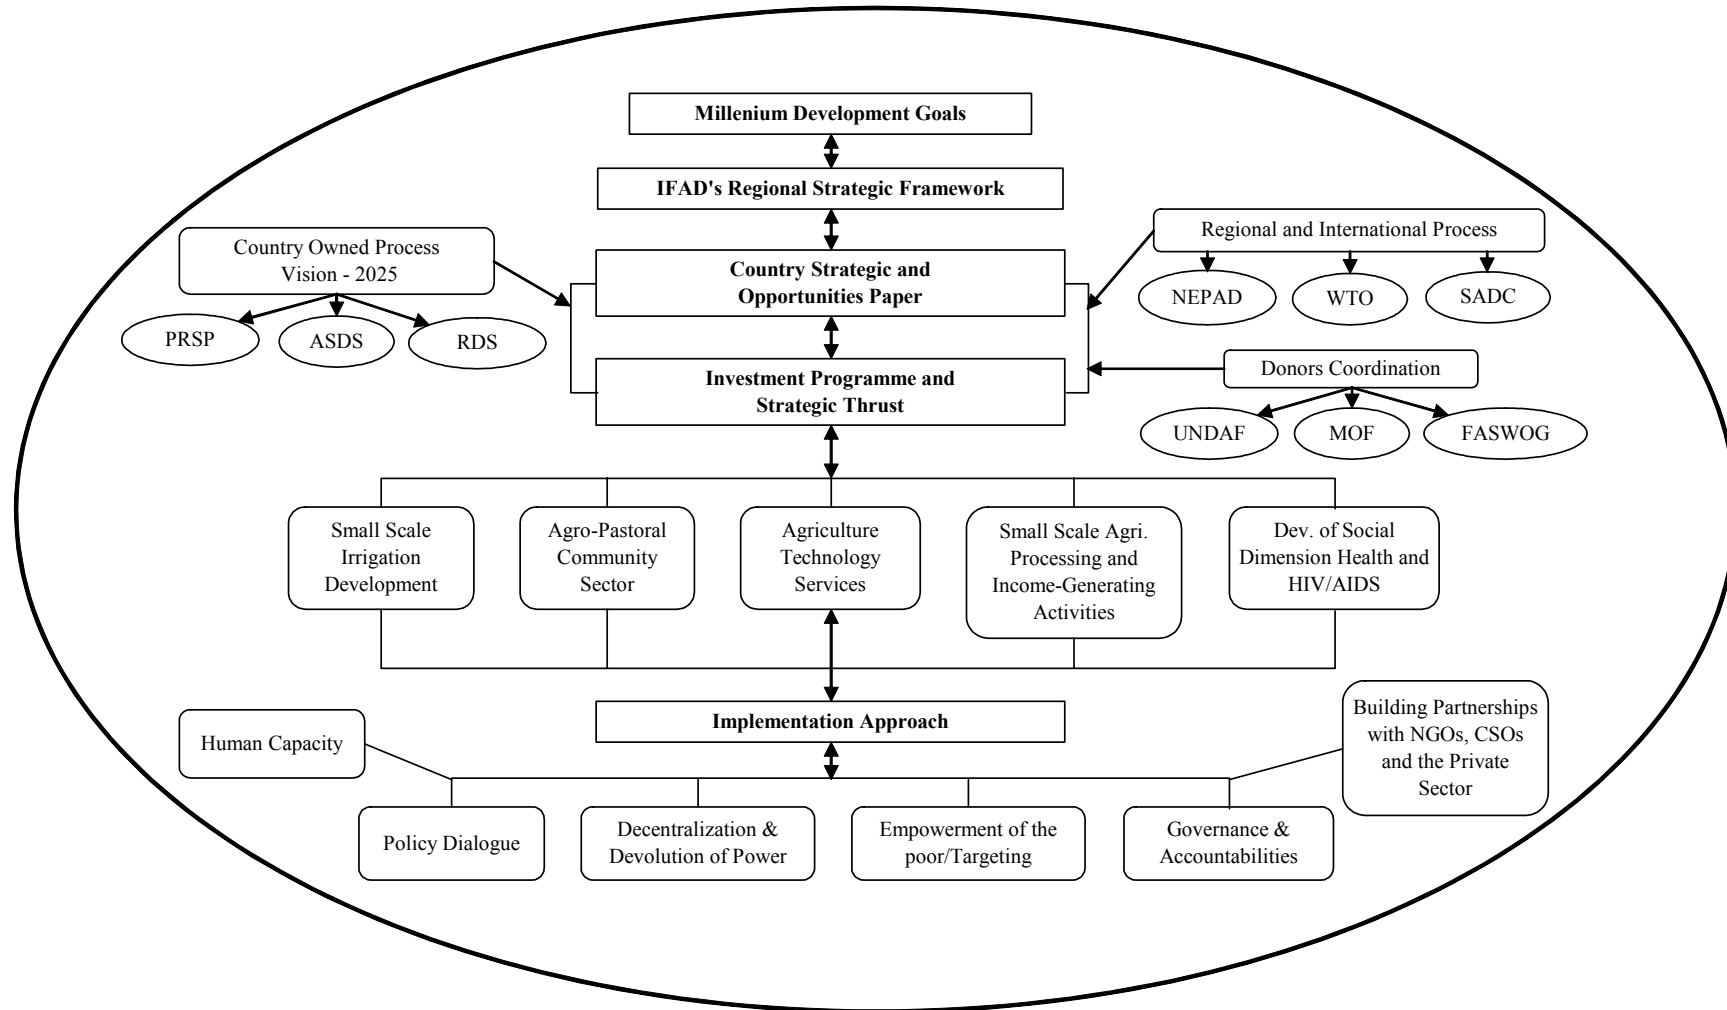 Millenium Development Goals
IFAD's Regional Strategic Framework
Country Owned Process
Vision - 2025
PRSP
ASDS
RDS
Country Strategic and
Opportunities Paper
Investment Programme and
Strategic Thrust
Regional and International Process
NEPAD
WTO
SADC
Donors Coordination
UNDAF
MOF
FASWOG
Small Scale
Irrigation
Development
Agro-Pastoral
Community
Sector
Agriculture
Technology
Services
Small Scale Agri.
Processing and
Income-Generating
Activities
Dev. of Social
Dimension Health and
HIV/AIDS
Implementation Approach
Human Capacity
Building Partnerships
with NGOs, CSOs
and the Private
Sector
Policy Dialogue
Decentralization &
Devolution of Power
Empowerment of the
poor/Targeting
Governance &
Accountabilities